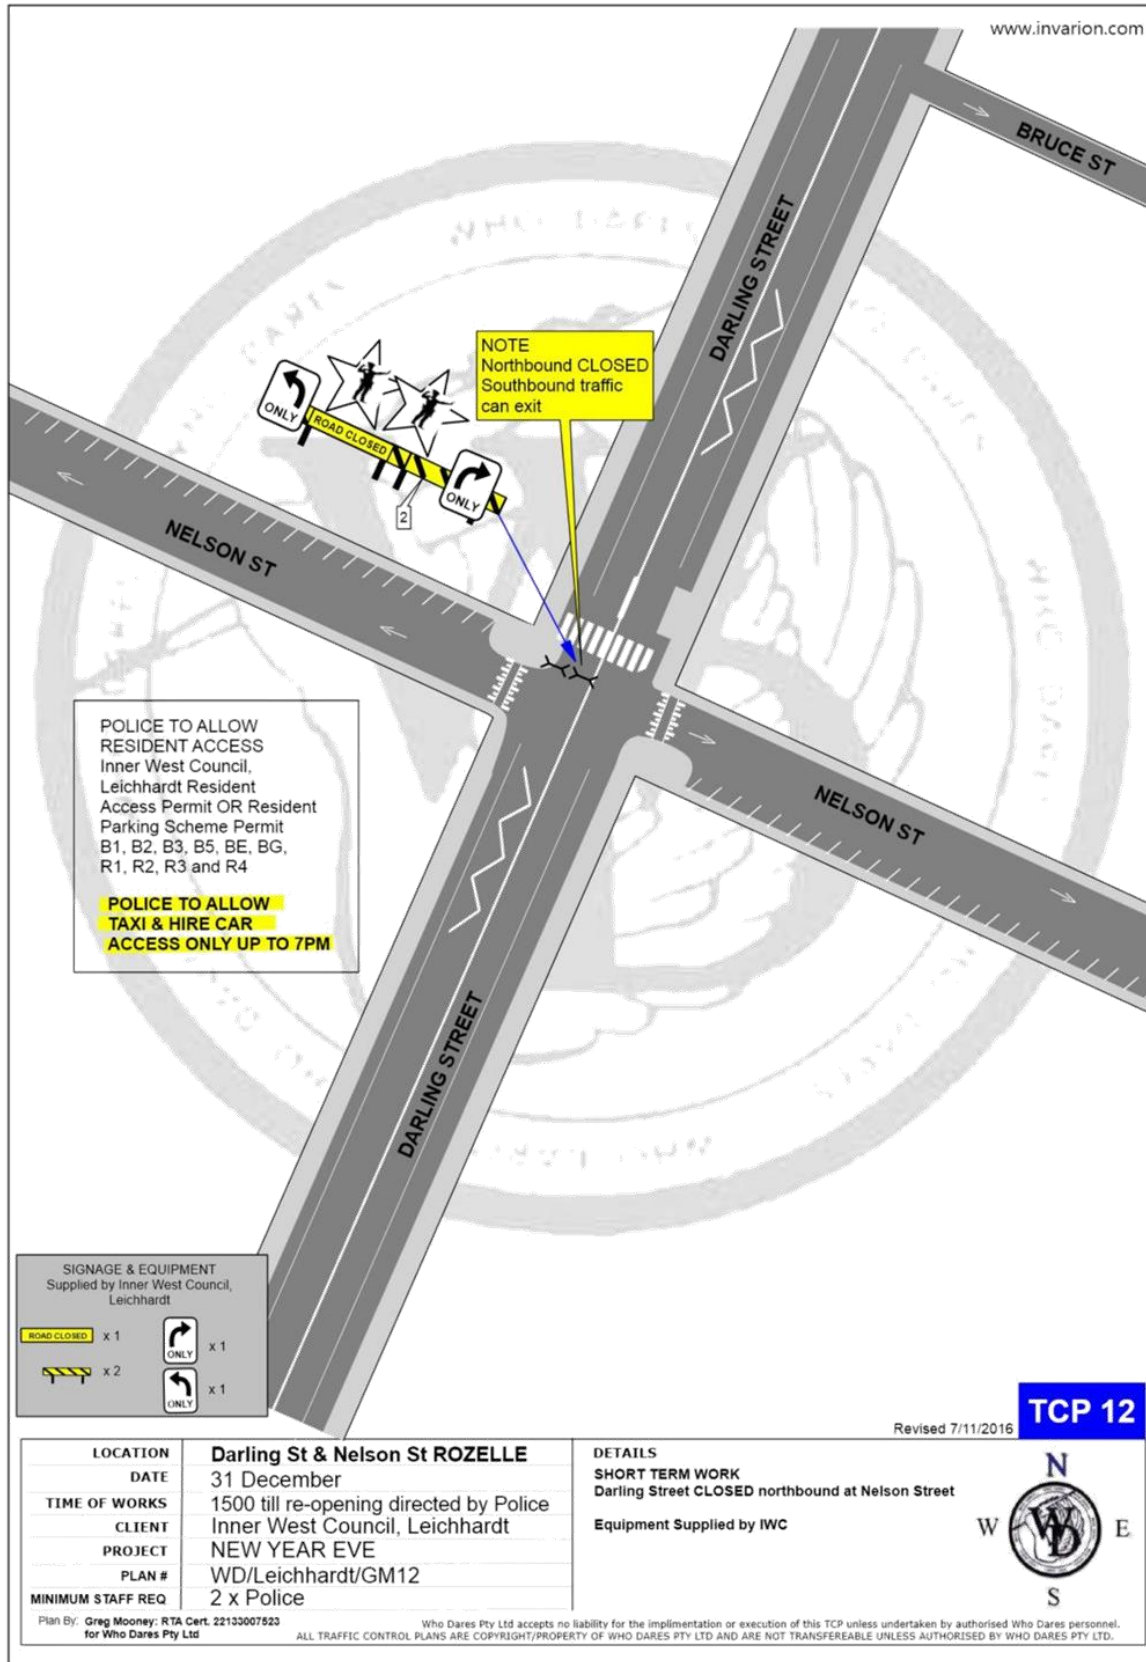 www.invarion.com
BRUCE ST
DARLING STREET
NOTE
Northbound CLOSED
Southbound traffic
can exit
ONLY
ROAD CLOSED
ONLY
2
NELSON ST
NELSON ST
POLICE TO ALLOW
RESIDENT ACCESS
Inner West Council,
Leichhardt Resident
Access Permit OR Resident
Parking Scheme Permit
B1, B2, B3, B5, BE, BG,
R1, R2, R3 and R4
POLICE TO ALLOW
TAXI & HIRE CAR
ACCESS ONLY UP TO 7PM
DARLING STREET
SIGNAGE & EQUIPMENT
Supplied by Inner West Council,
Leichhardt
ROAD CLOSED x 1
ONLY x 1
x 2
ONLY x 1
Revised 7/11/2016
TCP 12
LOCATION Darling St & Nelson St ROZELLE
DATE 31 December
TIME OF WORKS 1500 till re-opening directed by Police
CLIENT Inner West Council, Leichhardt
PROJECT NEW YEAR EVE
PLAN # WD/Leichhardt/GM12
MINIMUM STAFF REQ 2 x Police
DETAILS
SHORT TERM WORK
Darling Street CLOSED northbound at Nelson Street
Equipment Supplied by IWC
N
W E
WD
S
Plan By: Greg Mooney: RTA Cert. 22133007523
for Who Dares Pty Ltd
Who Dares Pty Ltd accepts no liability for the implimentation or execution of this TCP unless undertaken by authorised Who Dares personnel.
ALL TRAFFIC CONTROL PLANS ARE COPYRIGHT/PROPERTY OF WHO DARES PTY LTD AND ARE NOT TRANSFEREABLE UNLESS AUTHORISED BY WHO DARES PTY LTD.